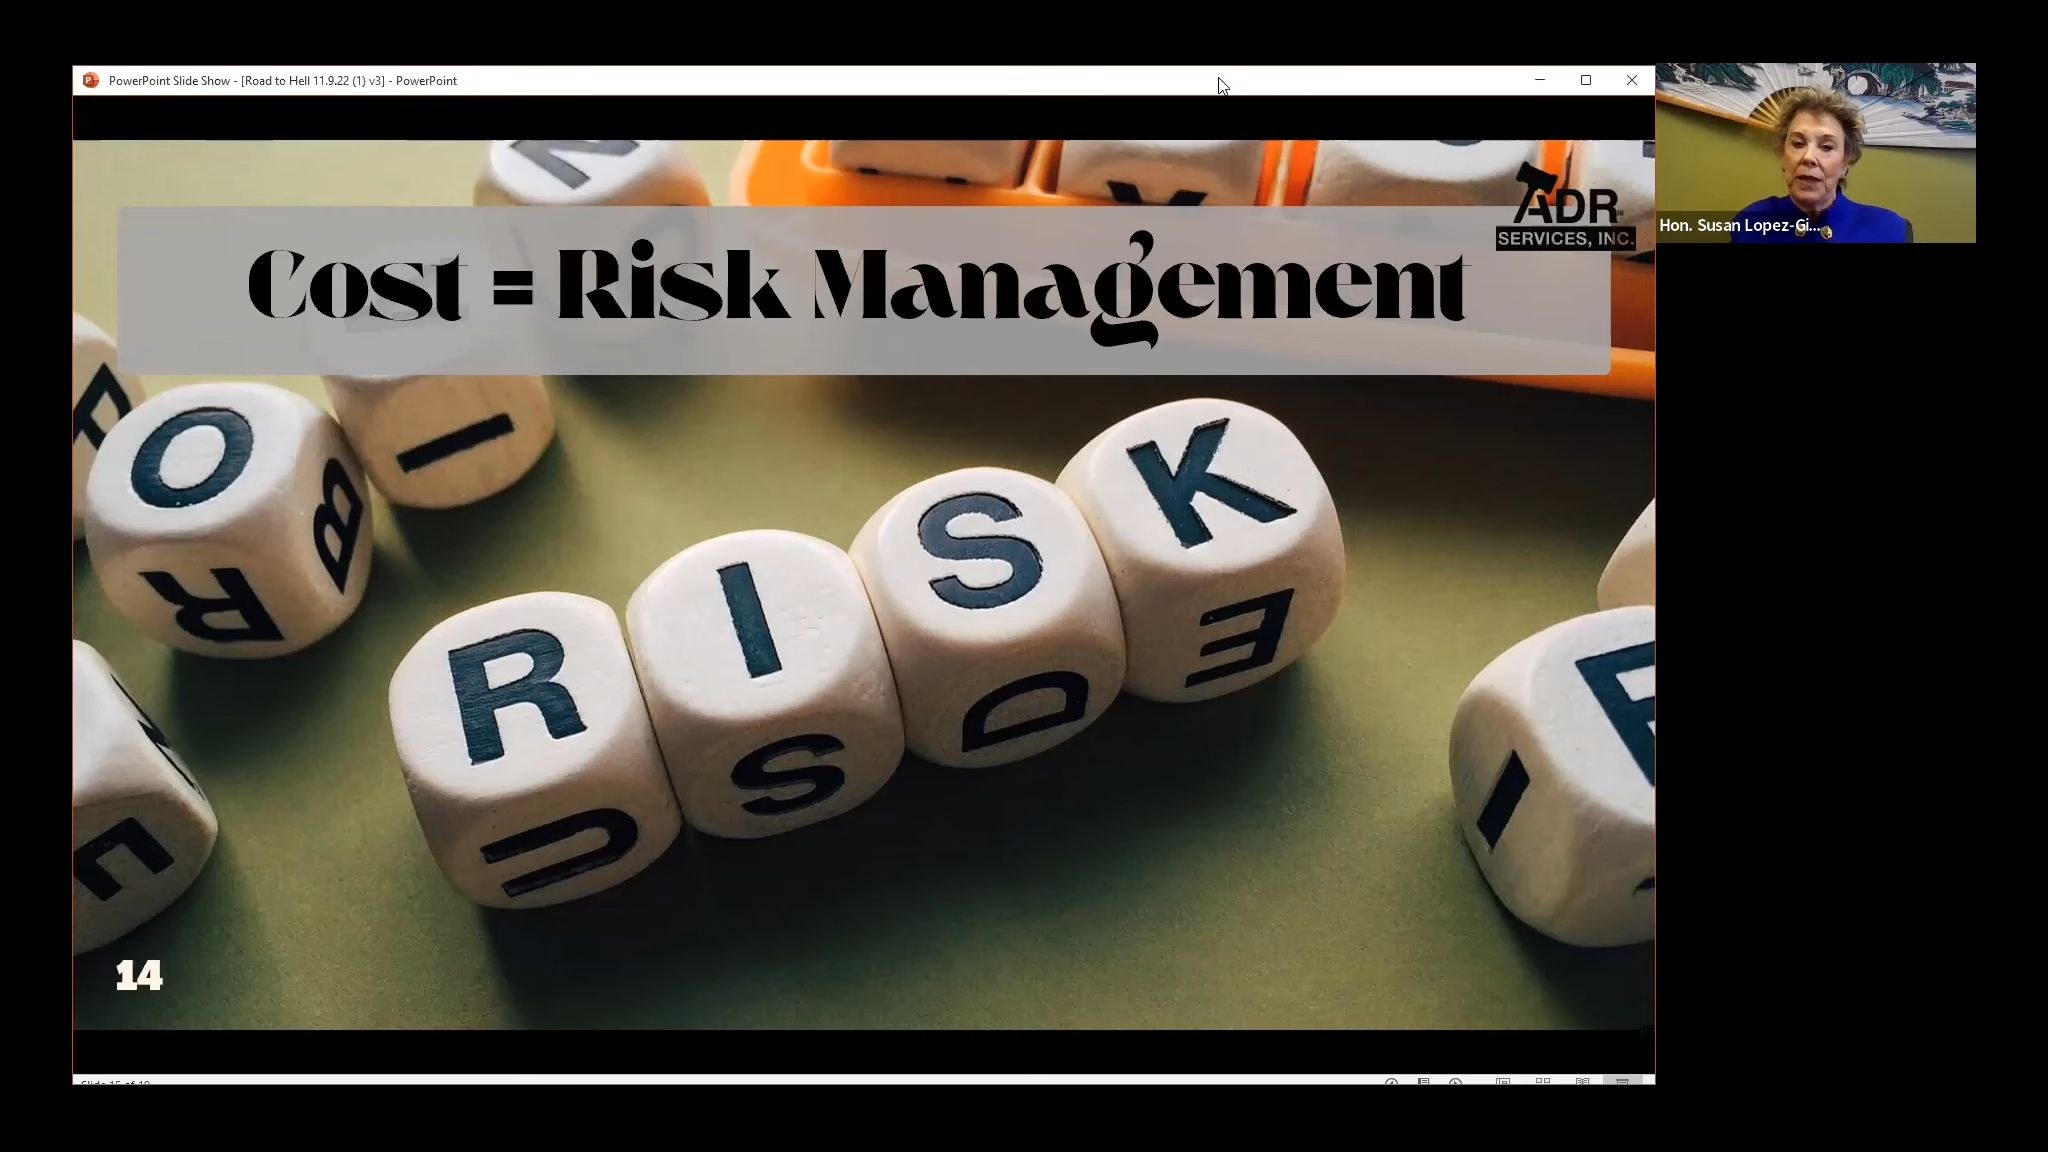 PowerPoint Slide Show - [Road to Hell 11.9.22 (1) v3] - PowerPoint
ADR
SERVICES, INC.
Hon. Susan Lopez-Gi...
Cost = Risk Management
K
S
E
O
B
I
R
I
D
R
S
U
I
14